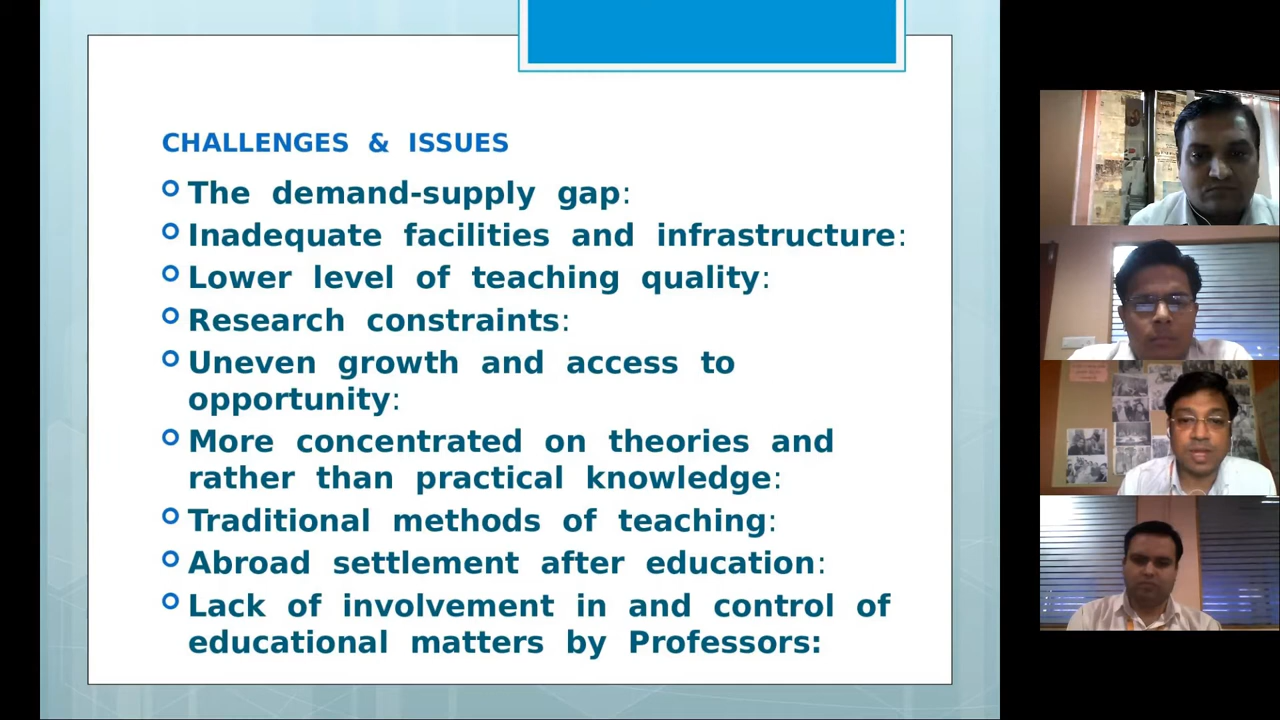 CHALLENGES & ISSUES
The demand-supply gap:
Inadequate facilities and infrastructure:
Lower level of teaching quality:
Research constraints:
Uneven growth and access to
opportunity:
More concentrated on theories and
rather than practical knowledge:
Traditional methods of teaching:
Abroad settlement after education:
Lack of involvement in and control of
educational matters by Professors: